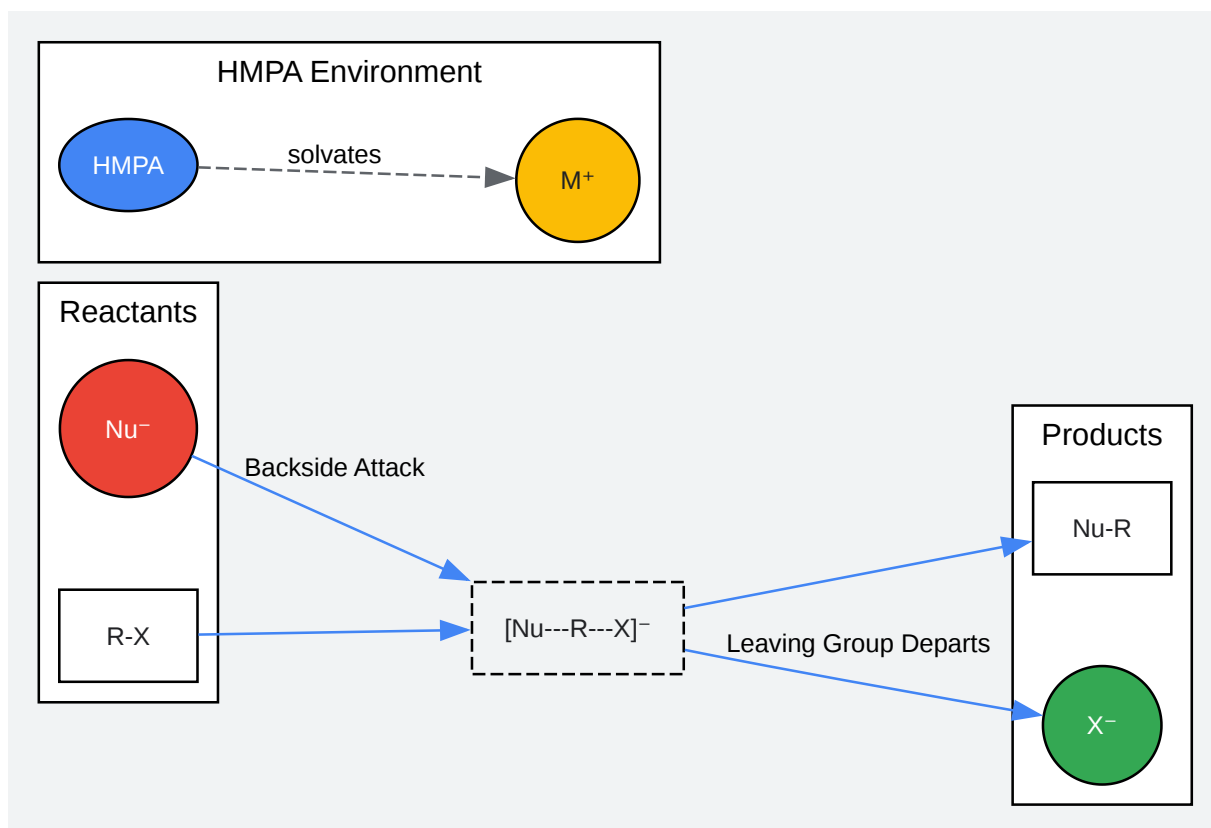 HMPA Environment
HMPA
solvates
M⁺
Reactants
Nu⁻
Backside Attack
R-X
[Nu---R---X]⁻
Leaving Group Departs
Products
Nu-R
X⁻